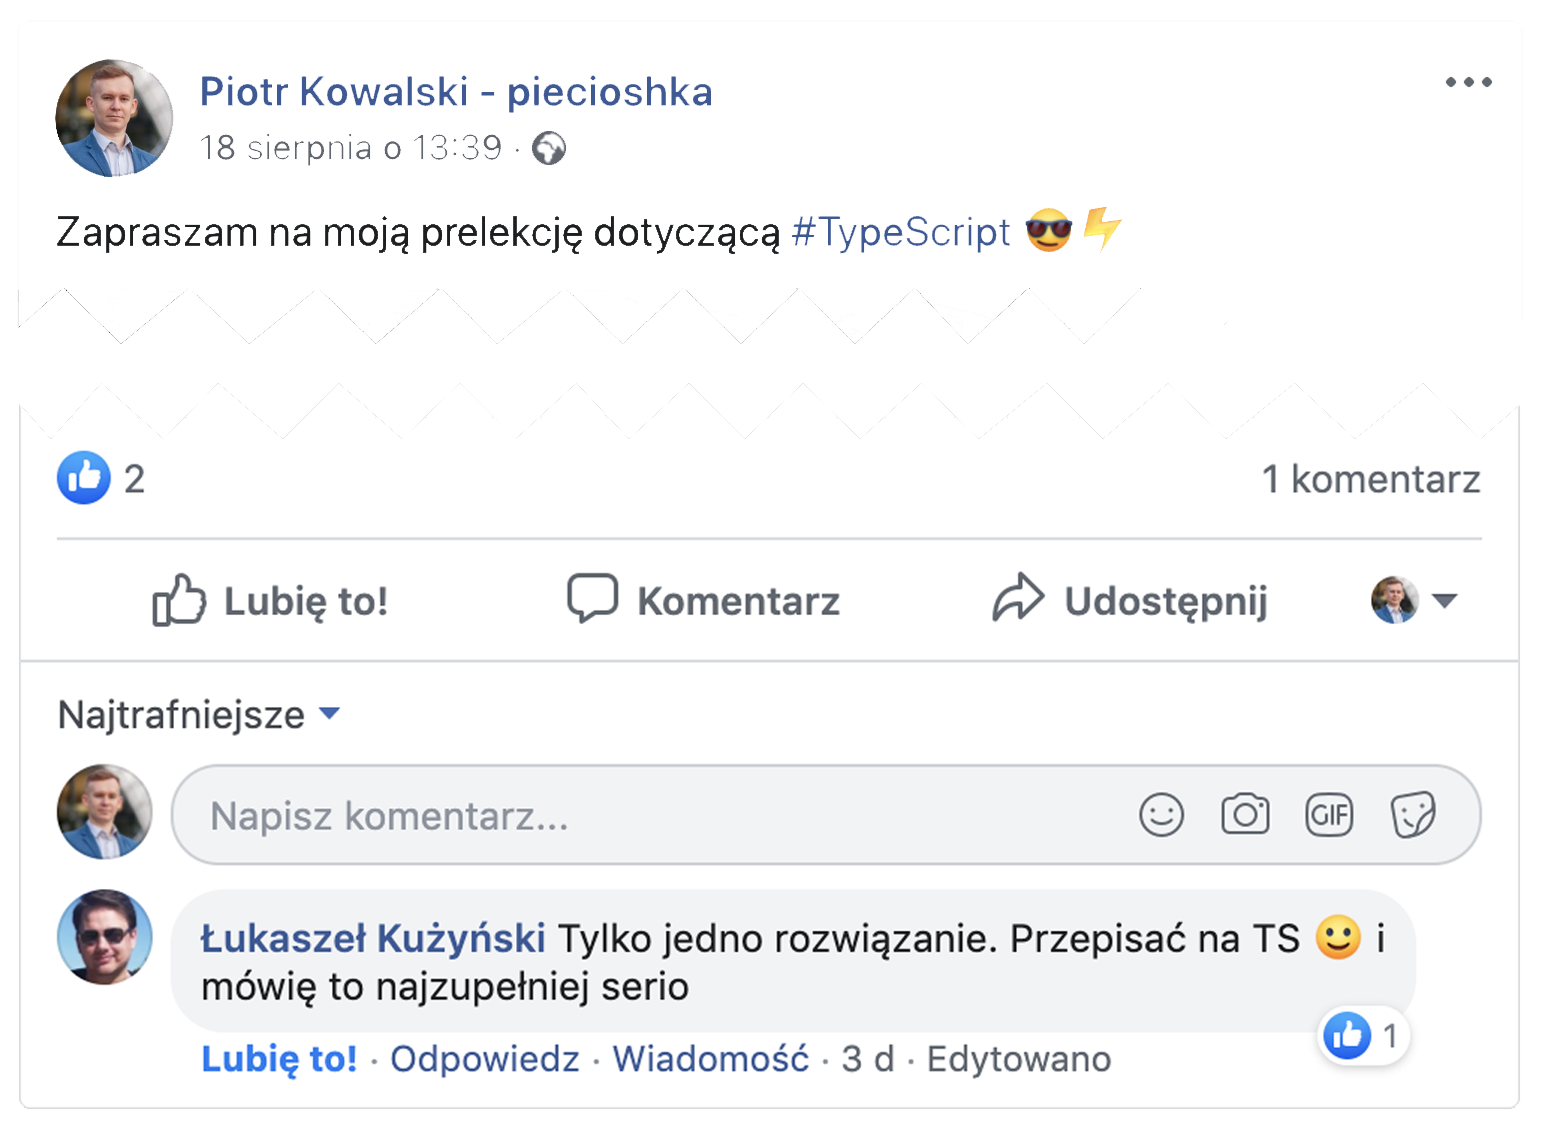 Piotr Kowalski - piecioshka
18 sierpnia o 13:39 ·
Zapraszam na moją prelekcję dotyczącą #TypeScript 😎⚡
2
1 komentarz
Lubię to!
Komentarz
Udostępnij
Najtrafniejsze
Napisz komentarz...
GIF
Łukaszeł Kużyński Tylko jedno rozwiązanie. Przepisać na TS 🙂 i
mówię to najzupełniej serio
1
Lubię to! · Odpowiedz · Wiadomość · 3 d · Edytowano